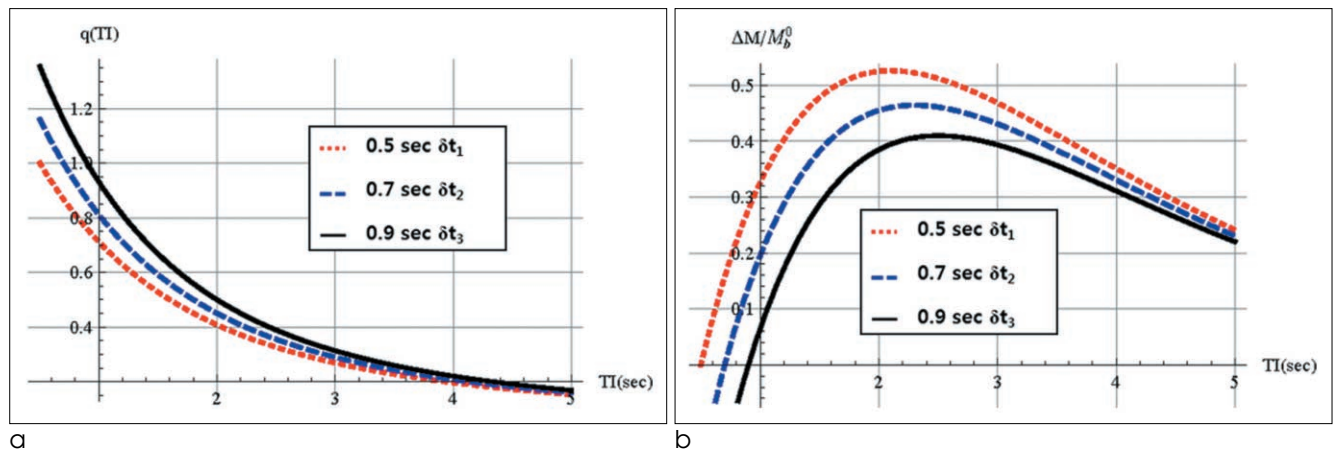 q(TI)
1.2
1.0
0.8
0.6
0.4
0.5 sec δt₁
0.7 sec δt₂
0.9 sec δt₃
2
3
4
5
TI(sec)
a
ΔM/M_b^0
0.5
0.4
0.3
0.2
0.1
0.5 sec δt₁
0.7 sec δt₂
0.9 sec δt₃
2
3
4
5
TI(sec)
b